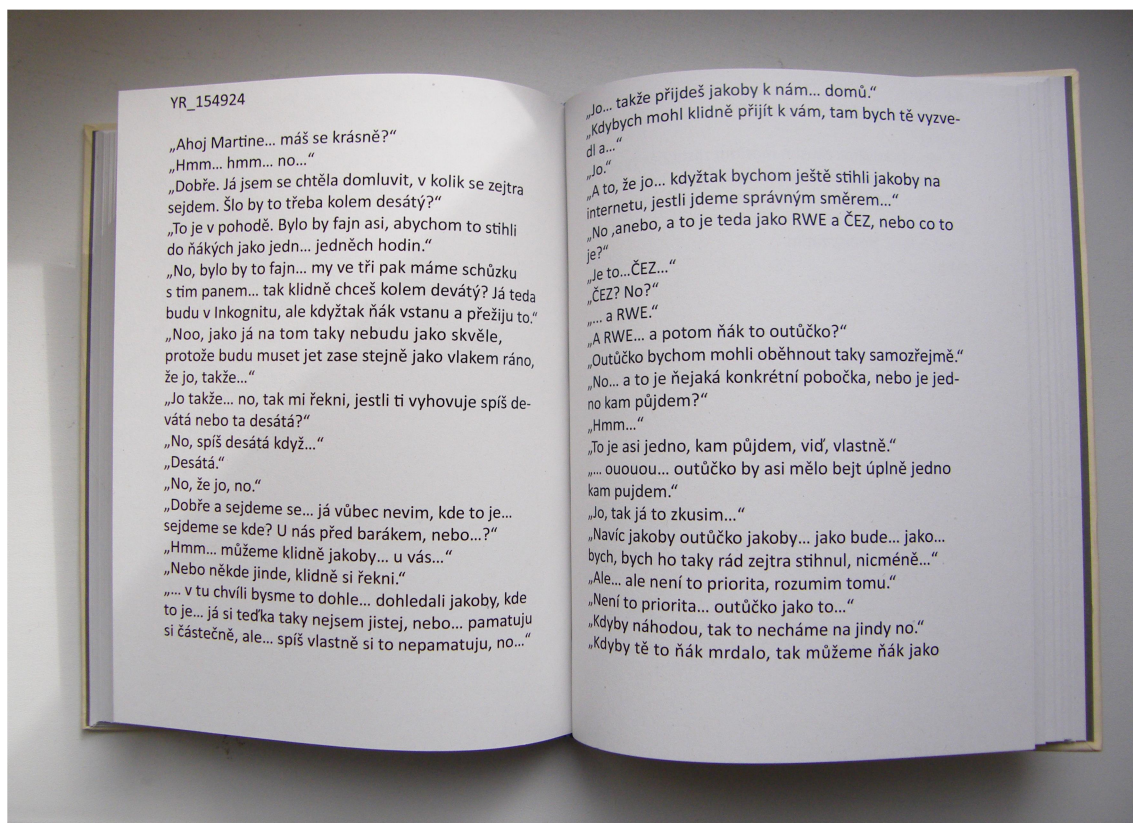 YR_154924
„Ahoj Martine... máš se krásně?“
„Hmm... hmm... no...“
„Dobře. Já jsem se chtěla domluvit, v kolik se zejtra
sejdem. Šlo by to třeba kolem desátý?“
„To je v pohodě. Bylo by fajn asi, abychom to stihli
do ňákých jako jedn... jedněch hodin.“
„No, bylo by to fajn... my ve tři pak máme schůzku
s tim panem... tak klidně chceš kolem devátý? Já teda
budu v Inkognitu, ale kdyžtak ňák vstanu a přežiju to.“
„Noo, jako já na tom taky nebudu jako skvěle,
protože budu muset jet zase stejně jako vlakem ráno,
že jo, takže...“
„Jo takže... no, tak mi řekni, jestli ti vyhovuje spíš de-
vátá nebo ta desátá?“
„No, spíš desátá když...“
„Desátá.“
„No, že jo, no.“
„Dobře a sejdeme se... já vůbec nevim, kde to je...
sejdeme se kde? U nás před barákem, nebo...?“
„Hmm... můžeme klidně jakoby... u vás...“
„Nebo někde jinde, klidně si řekni.“
„... v tu chvíli bysme to dohle... dohledali jakoby, kde
to je... já si teďka taky nejsem jistej, nebo... pamatuju
si částečně, ale... spíš vlastně si to nepamatuju, no...“
„Jo... takže přijdeš jakoby k nám... domů.“
„Kdybych mohl klidně přijít k vám, tam bych tě vyzve-
dl a...“
„Jo.“
„A to, že jo... kdyžtak bychom ještě stihli jakoby na
internetu, jestli jdeme správným směrem...“
„No ,anebo, a to je teda jako RWE a ČEZ, nebo co to
je?“
„Je to...ČEZ...“
„ČEZ? No?“
„... a RWE.“
„A RWE... a potom ňák to outůčko?“
„Outůčko bychom mohli oběhnout taky samozřejmě.“
„No... a to je ňejaká konkrétní pobočka, nebo je jed-
no kam půjdem?“
„Hmm...“
„To je asi jedno, kam půjdem, viď, vlastně.“
„... ououou... outůčko by asi mělo bejt úplně jedno
kam pujdem.“
„Jo, tak já to zkusim...“
„Navíc jakoby outůčko jakoby... jako bude... jako...
bych, bych ho taky rád zejtra stihnul, nicméně...“
„Ale... ale není to priorita, rozumim tomu.“
„Není to priorita... outůčko jako to...“
„Kdyby náhodou, tak to necháme na jindy no.“
„Kdyby tě to ňák mrdalo, tak můžeme ňák jako